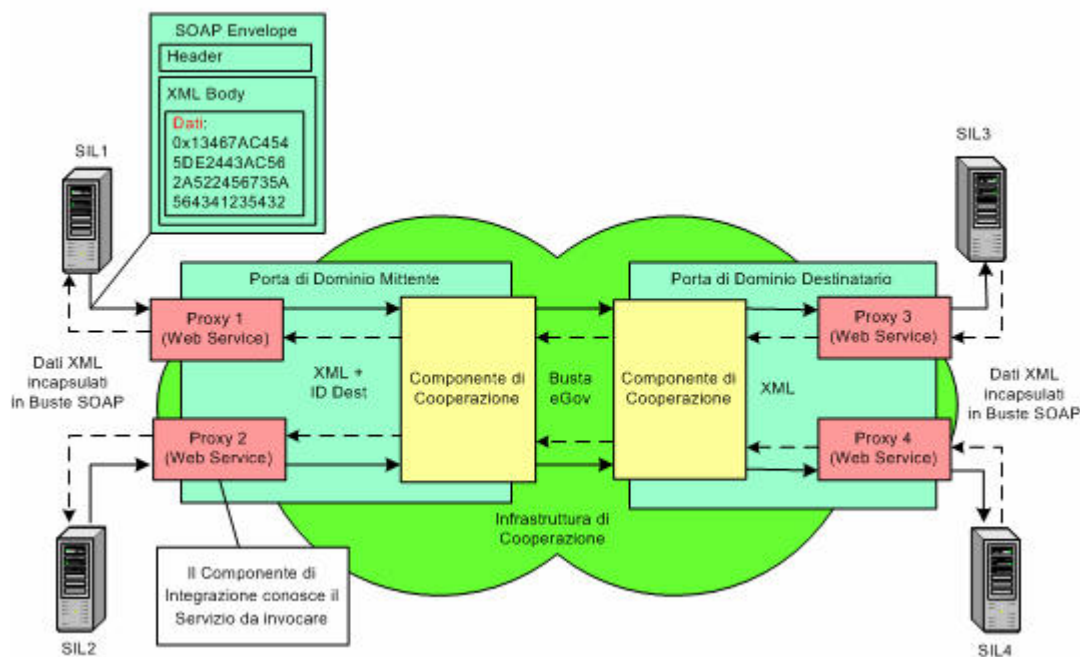 SOAP Envelope
Header
XML Body
Dati:
0x13467AC454
5DE2443AC56
2A522456735A
564341235432
SIL1
SIL3
Porta di Dominio Mittente
Porta di Dominio Destinatario
Proxy 1
(Web Service)
Proxy 3
(Web Service)
Dati XML
incapsulati
in Buste SOAP
XML +
ID Dest
Componente di
Cooperazione
Busta
eGov
Componente di
Cooperazione
XML
Dati XML
incapsulati
in Buste SOAP
Proxy 2
(Web Service)
Proxy 4
(Web Service)
Infrastruttura di
Cooperazione
Il Componente di
Integrazione conosce il
Servizio da invocare
SIL2
SIL4